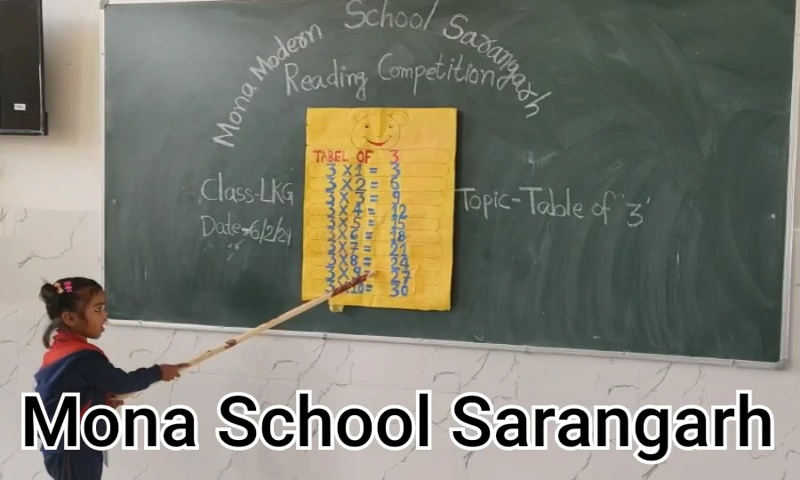 Mona Modern School Sarangarh
Reading Competition
Class-LKG
Date-6/2/24
Topic-Table of '3'
TABEL OF 3
3 X 1 = 3
3 X 2 = 6
3 X 3 = 9
3 X 4 = 12
3 X 5 = 15
3 X 6 = 18
3 X 7 = 21
3 X 8 = 24
3 X 9 = 27
3 X 10 = 30
Mona School Sarangarh